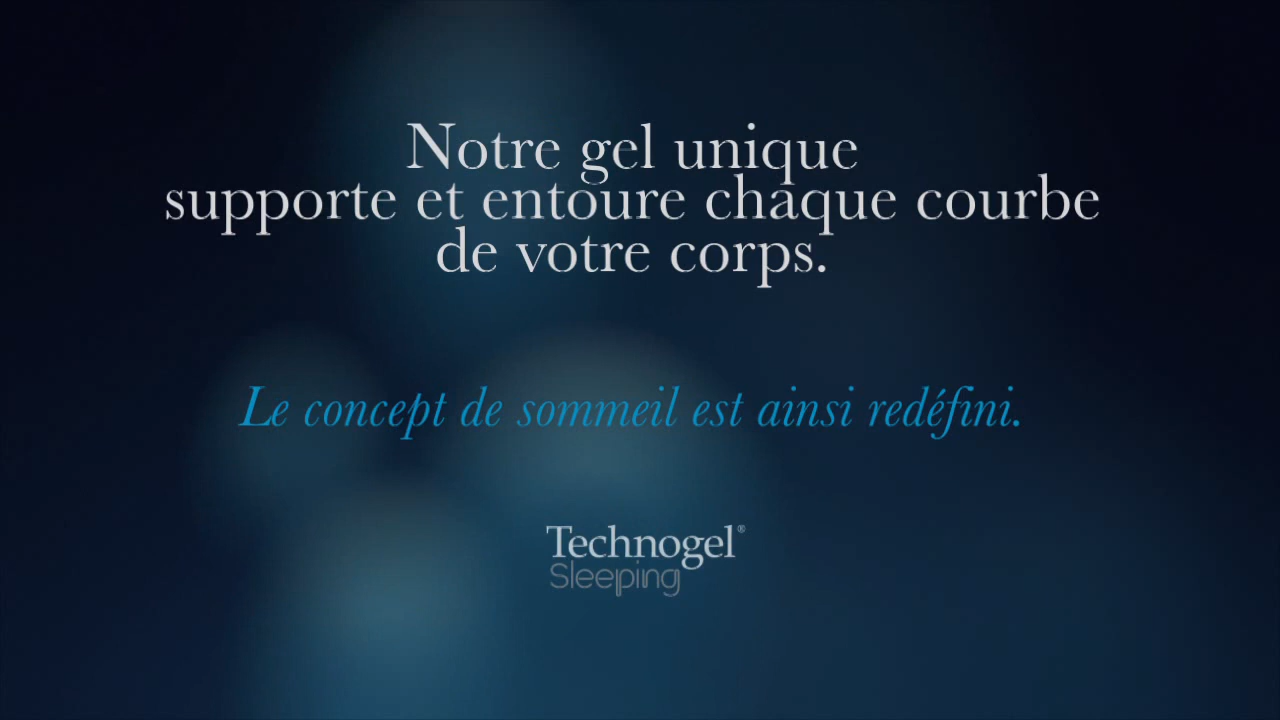 Notre gel unique
supporte et entoure chaque courbe
de votre corps.
Le concept de sommeil est ainsi redéfini.
Technogel®
Sleeping